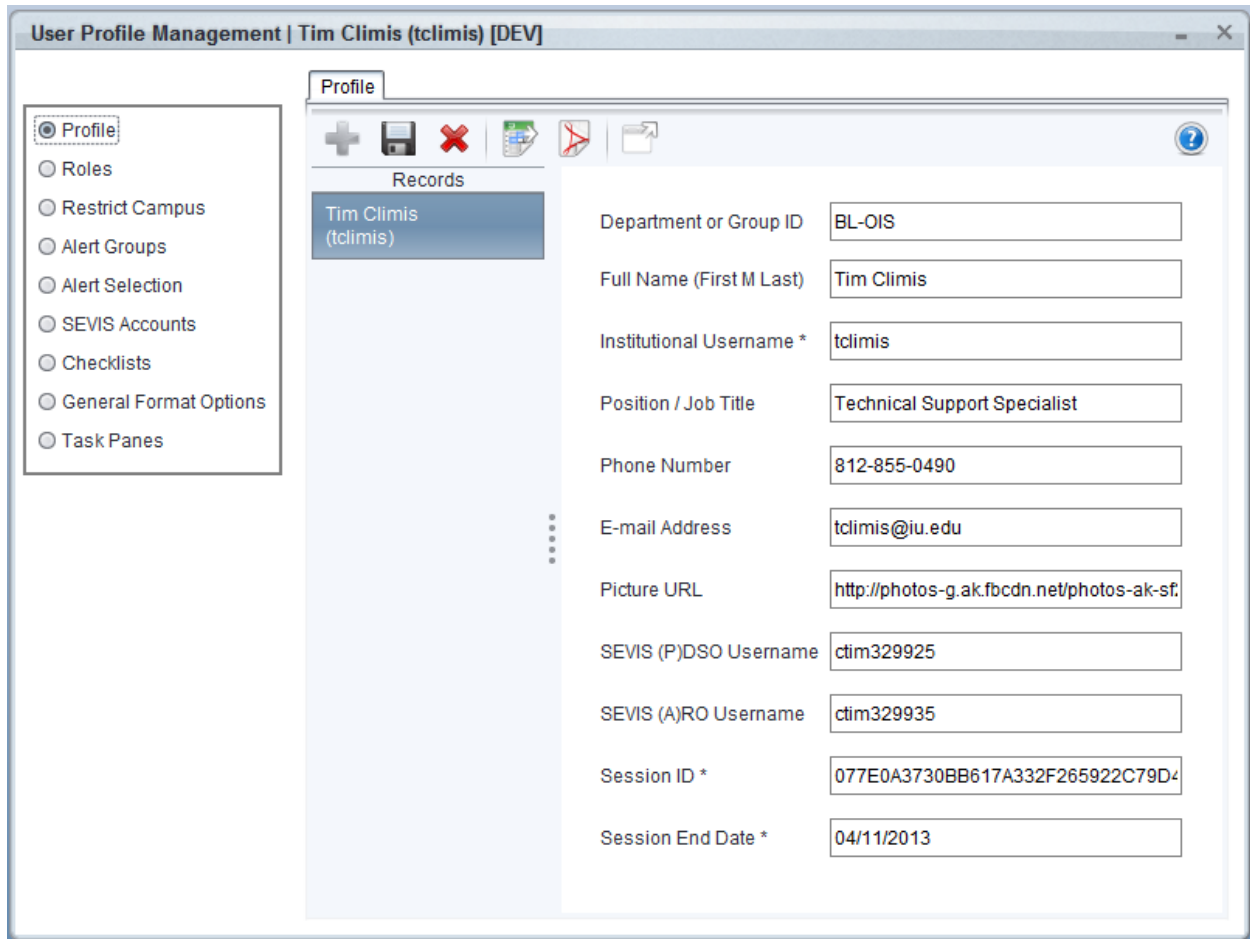 User Profile Management | Tim Climis (tclimis) [DEV]
Profile
Roles
Restrict Campus
Alert Groups
Alert Selection
SEVIS Accounts
Checklists
General Format Options
Task Panes
Profile
Records
Tim Climis
(tclimis)
Department or Group ID BL-OIS
Full Name (First M Last) Tim Climis
Institutional Username * tclimis
Position / Job Title Technical Support Specialist
Phone Number 812-855-0490
E-mail Address tclimis@iu.edu
Picture URL http://photos-g.ak.fbcdn.net/photos-ak-sf
SEVIS (P)DSO Username ctim329925
SEVIS (A)RO Username ctim329935
Session ID * 077E0A3730BB617A332F265922C79D4
Session End Date * 04/11/2013